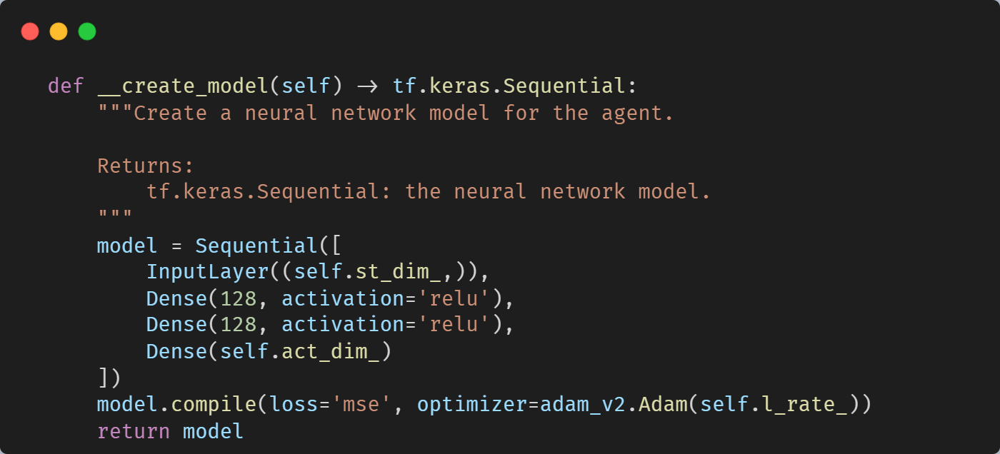 def __create_model(self) -> tf.keras.Sequential:
    """Create a neural network model for the agent.

    Returns:
        tf.keras.Sequential: the neural network model.
    """
    model = Sequential([
        InputLayer((self.st_dim_,)),
        Dense(128, activation='relu'),
        Dense(128, activation='relu'),
        Dense(self.act_dim_)
    ])
    model.compile(loss='mse', optimizer=adam_v2.Adam(self.l_rate_))
    return model